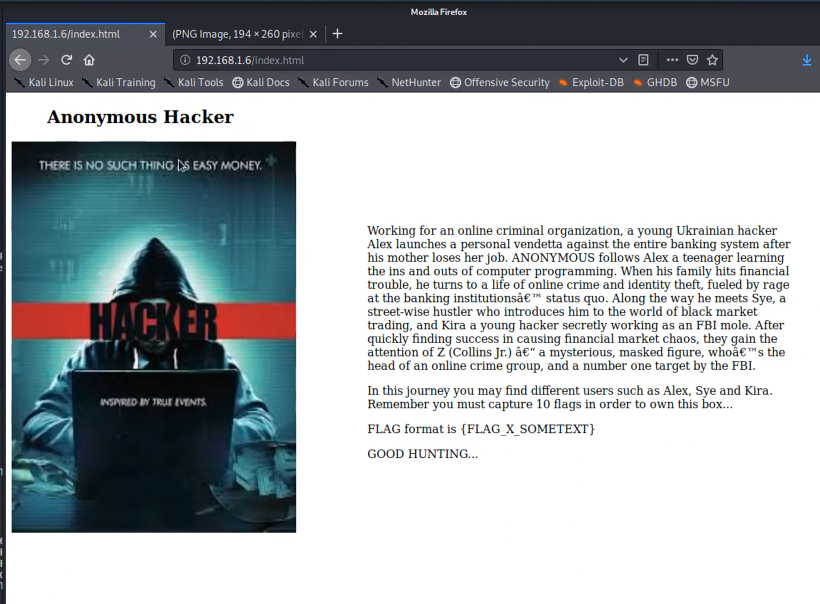 Mozilla Firefox
192.168.1.6/index.html
(PNG Image, 194 × 260 pixe
192.168.1.6/index.html
Kali Linux Kali Training Kali Tools Kali Docs Kali Forums NetHunter Offensive Security Exploit-DB GHDB MSFU
Anonymous Hacker
THERE IS NO SUCH THING AS EASY MONEY.
HACKER
INSPIRED BY TRUE EVENTS.
Working for an online criminal organization, a young Ukrainian hacker
Alex launches a personal vendetta against the entire banking system after
his mother loses her job. ANONYMOUS follows Alex a teenager learning
the ins and outs of computer programming. When his family hits financial
trouble, he turns to a life of online crime and identity theft, fueled by rage
at the banking institutionsâ€™ status quo. Along the way he meets Sye, a
street-wise hustler who introduces him to the world of black market
trading, and Kira a young hacker secretly working as an FBI mole. After
quickly finding success in causing financial market chaos, they gain the
attention of Z (Collins Jr.) â€“ a mysterious, masked figure, whoâ€™s the
head of an online crime group, and a number one target by the FBI.
In this journey you may find different users such as Alex, Sye and Kira.
Remember you must capture 10 flags in order to own this box...
FLAG format is {FLAG_X_SOMETEXT}
GOOD HUNTING...